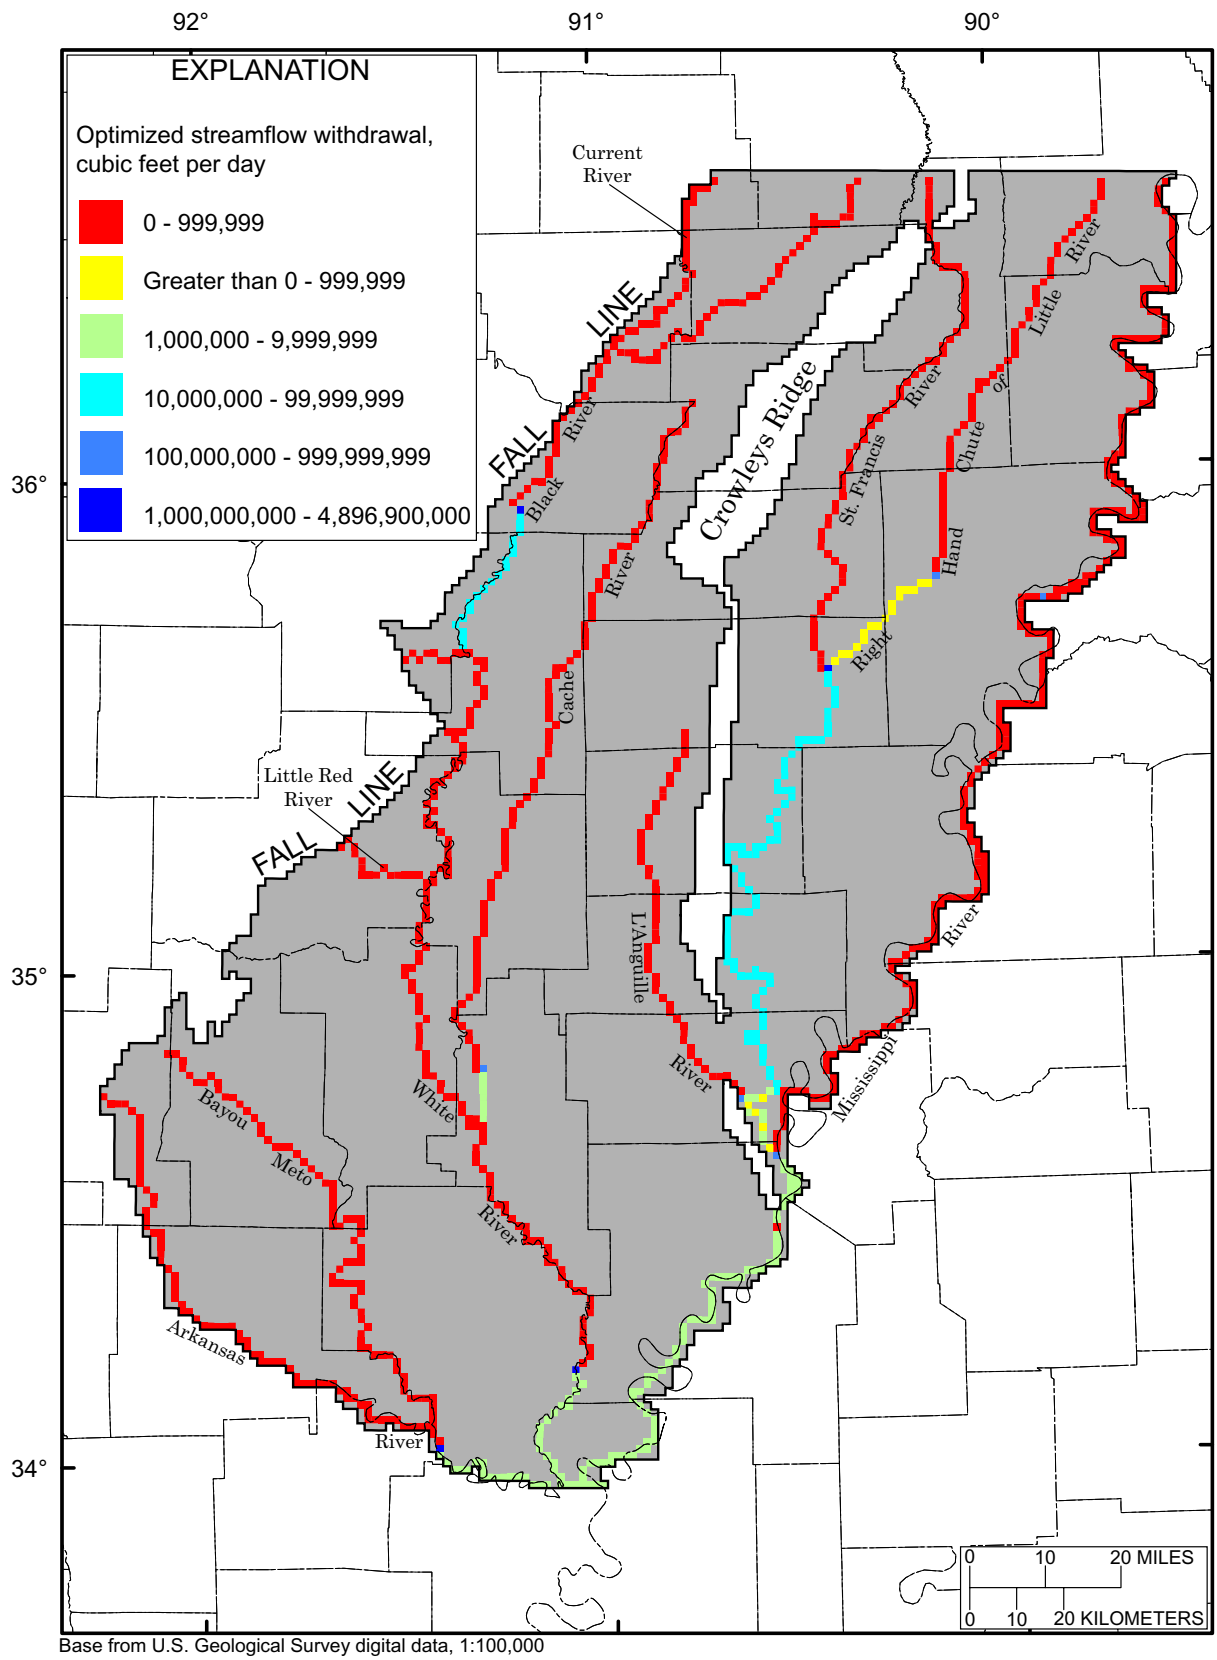 92°
91°
90°
EXPLANATION
Optimized streamflow withdrawal,
cubic feet per day
0 - 999,999
Greater than 0 - 999,999
1,000,000 - 9,999,999
10,000,000 - 99,999,999
100,000,000 - 999,999,999
1,000,000,000 - 4,896,900,000
Current
River
LINE
FALL
River
Black
Crowleys Ridge
River
St. Francis
River
Little
of
Chute
Hand
Right
36°
River
Cache
Little Red
River
LINE
FALL
L'Anguille
River
River
Mississippi
35°
White
River
Bayou
Meto
Arkansas
River
34°
0 10 20 MILES
0 10 20 KILOMETERS
Base from U.S. Geological Survey digital data, 1:100,000